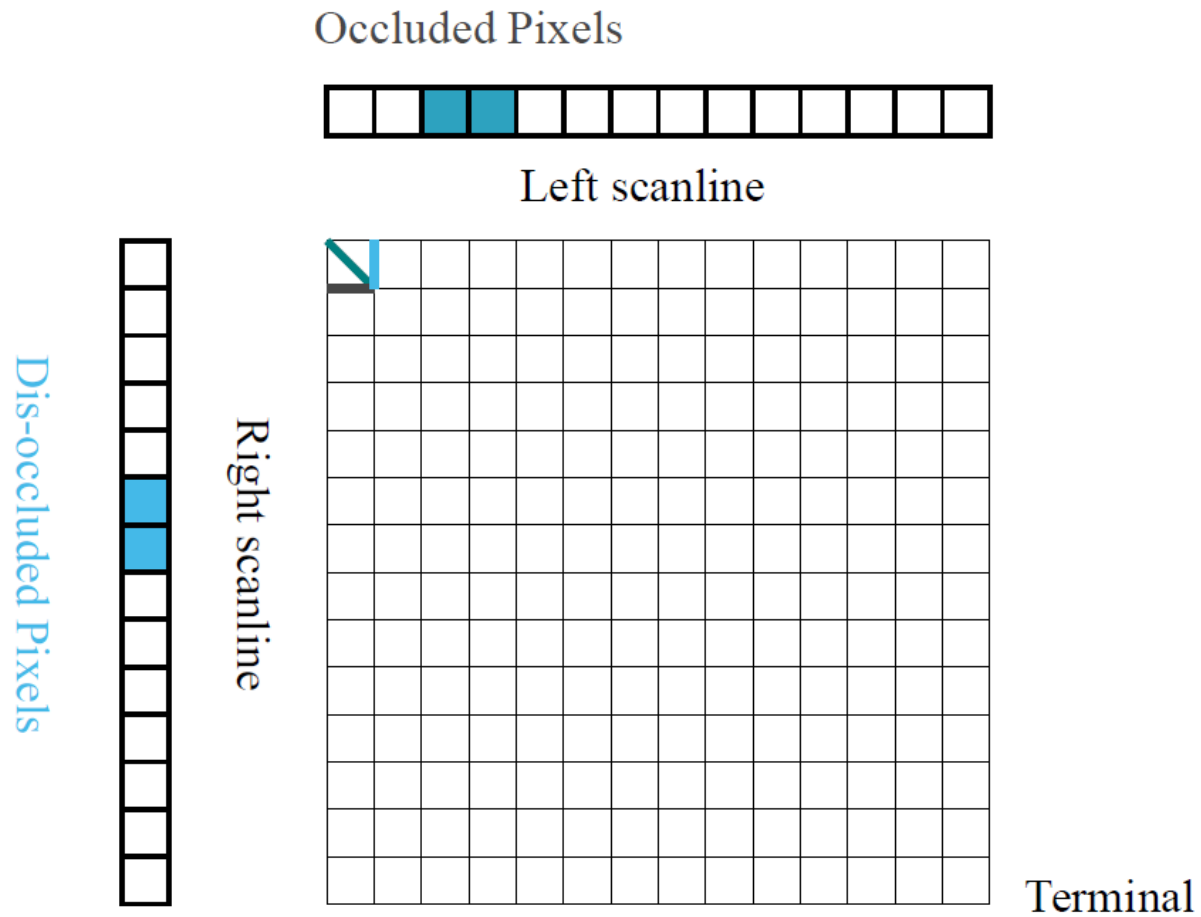 Occluded Pixels
Left scanline
Dis-occluded Pixels
Right scanline
Terminal